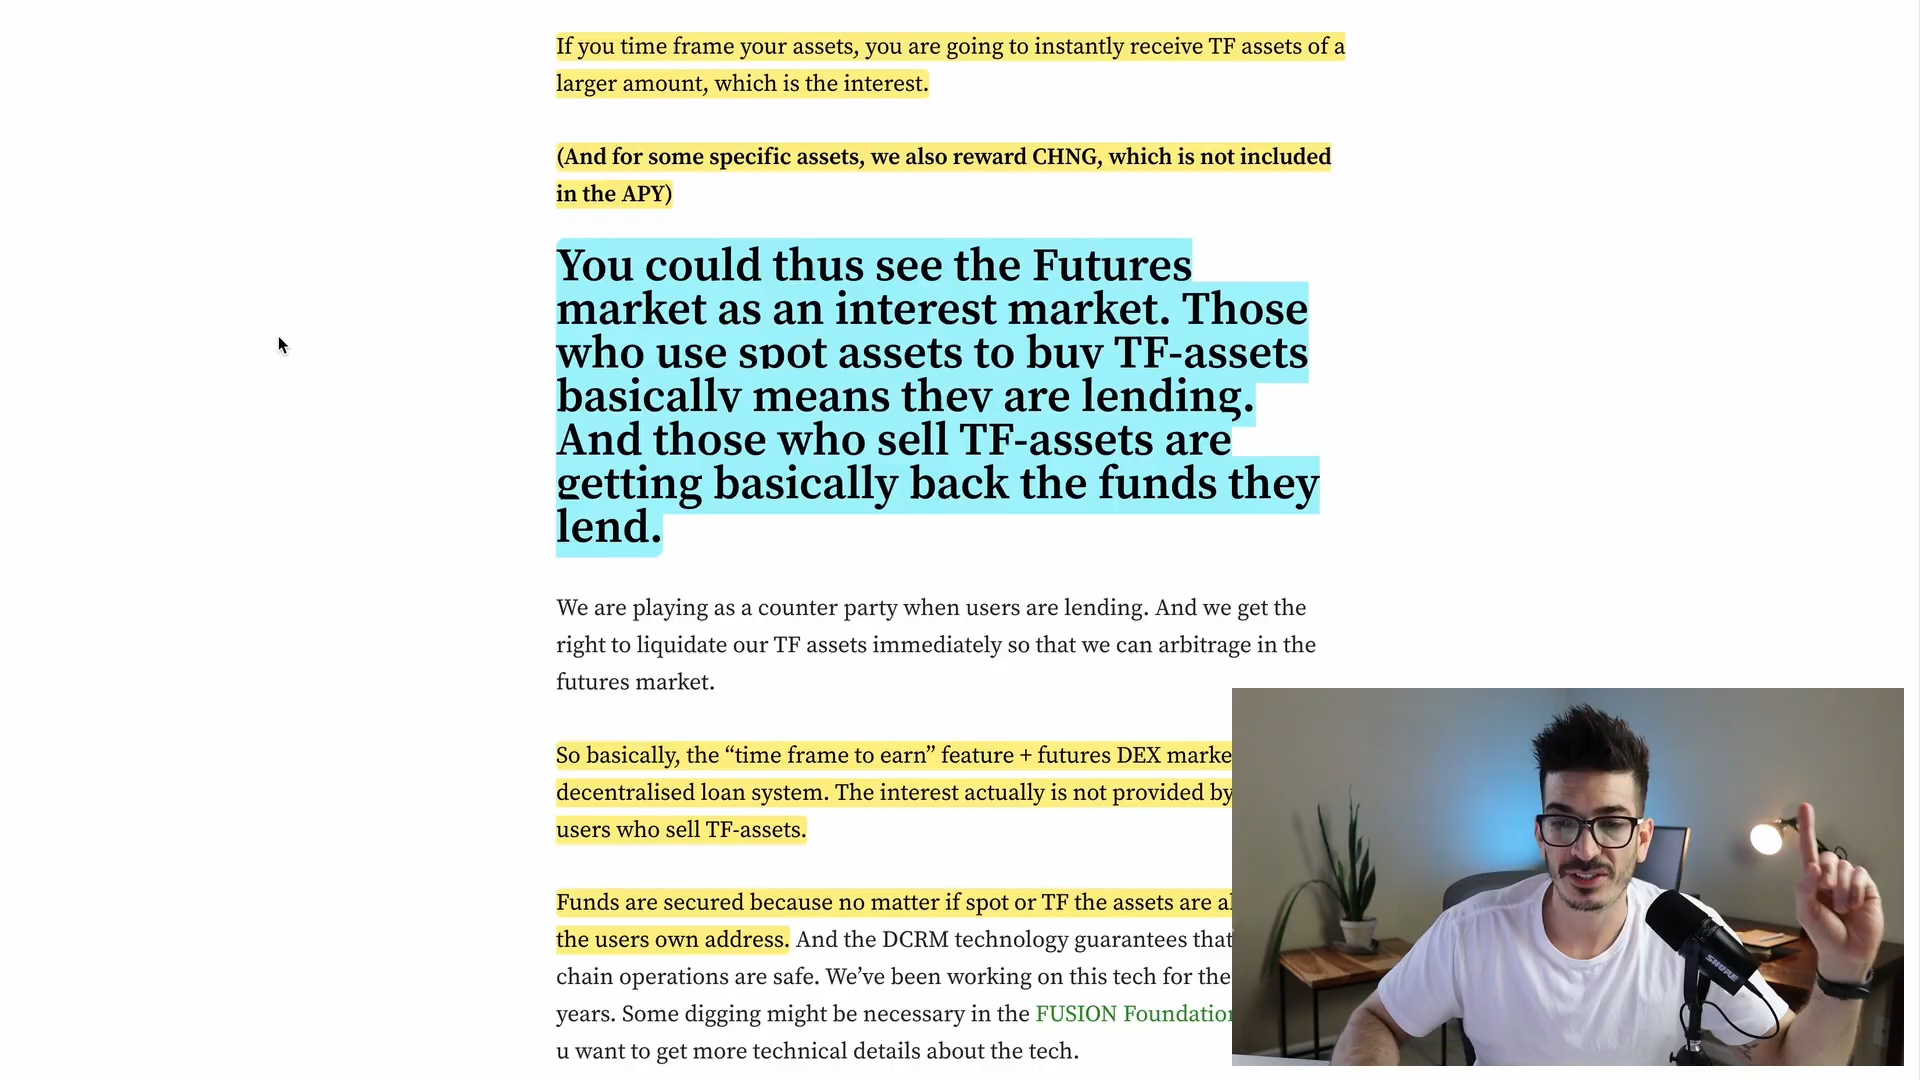 If you time frame your assets, you are going to instantly receive TF assets of a
larger amount, which is the interest.
(And for some specific assets, we also reward CHNG, which is not included
in the APY)
You could thus see the Futures
market as an interest market. Those
who use spot assets to buy TF-assets
basically means they are lending.
And those who sell TF-assets are
getting basically back the funds they
lend.
We are playing as a counter party when users are lending. And we get the
right to liquidate our TF assets immediately so that we can arbitrage in the
futures market.
So basically, the “time frame to earn” feature + futures DEX marke
decentralised loan system. The interest actually is not provided by
users who sell TF-assets.
Funds are secured because no matter if spot or TF the assets are al
the users own address. And the DCRM technology guarantees that
chain operations are safe. We’ve been working on this tech for the
years. Some digging might be necessary in the FUSION Foundation
u want to get more technical details about the tech.
SHURE